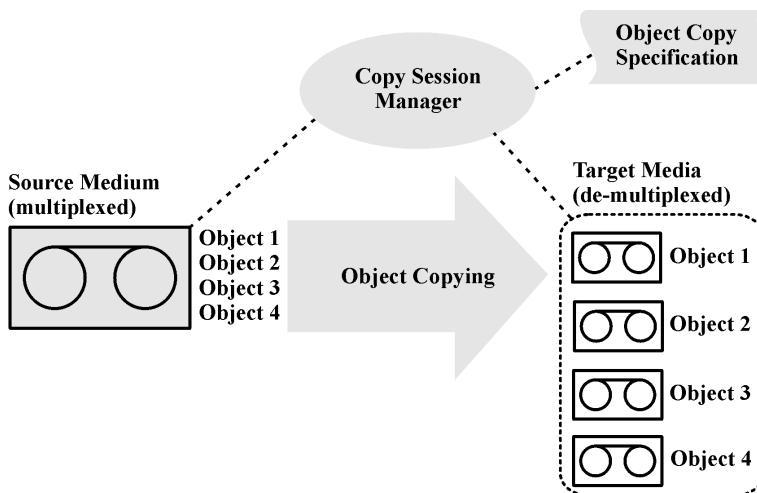 Object Copy
Specification
Copy Session
Manager
Source Medium
(multiplexed)
Object 1
Object 2
Object 3
Object 4
Object Copying
Target Media
(de-multiplexed)
Object 1
Object 2
Object 3
Object 4